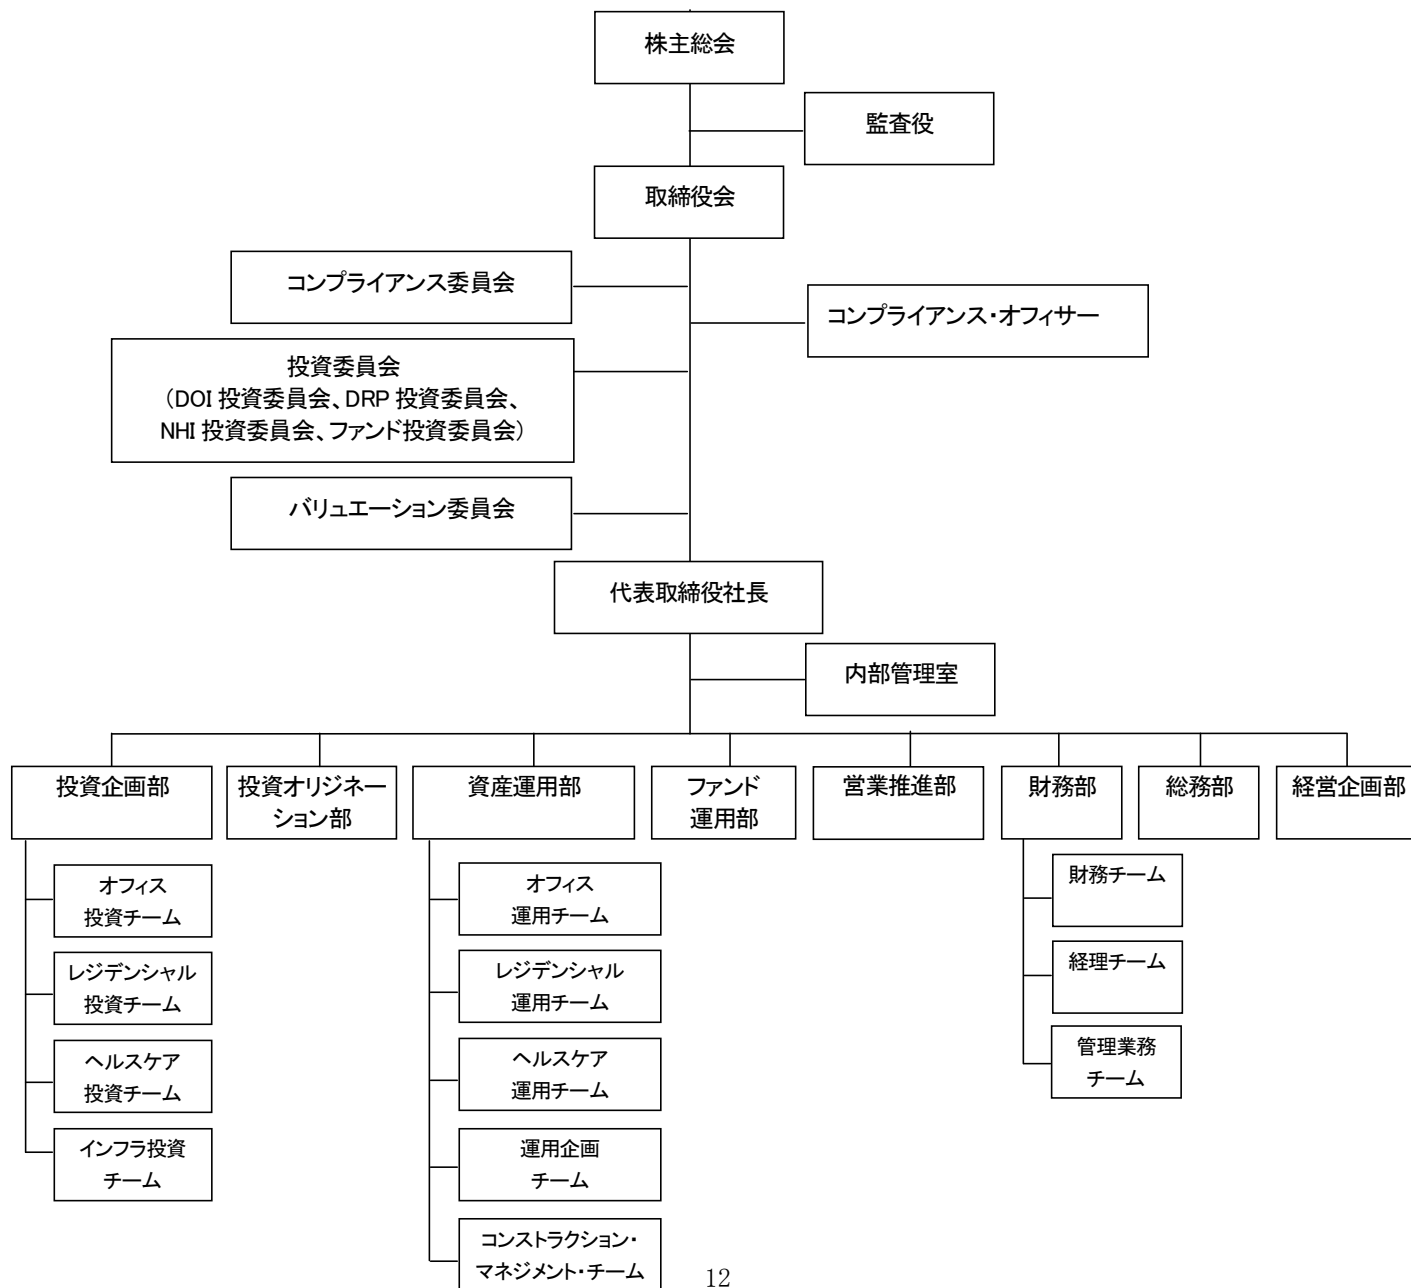 株主総会
監査役
取締役会
コンプライアンス委員会
コンプライアンス・オフィサー
投資委員会
(DOI 投資委員会、DRP 投資委員会、
NHI 投資委員会、ファンド投資委員会)
バリュエーション委員会
代表取締役社長
内部管理室
投資企画部
投資オリジネー
ション部
資産運用部
ファンド
運用部
営業推進部
財務部
総務部
経営企画部
オフィス
投資チーム
レジデンシャル
投資チーム
ヘルスケア
投資チーム
インフラ投資
チーム
オフィス
運用チーム
レジデンシャル
運用チーム
ヘルスケア
運用チーム
運用企画
チーム
コンストラクション・
マネジメント・チーム
財務チーム
経理チーム
管理業務
チーム
12